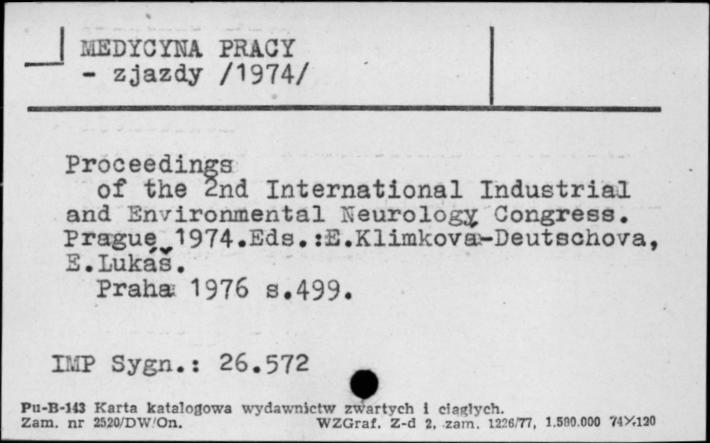 MEDYCYNA PRACY
- zjazdy /1974/
Proceedings
of the 2nd International Industrial
and Environmental Neurology Congress.
Prague 1974.Eds.:E.Klimkova-Deutschova,
E.Lukáš.
Praha 1976 s.499.
IMP Sygn.: 26.572
Pu-B-143 Karta katalogowa wydawnictw zwartych i ciągłych.
Zam. nr 2520/DW/On. WZGraf. Z-d 2, zam. 1226/77, 1.500.000 74×120